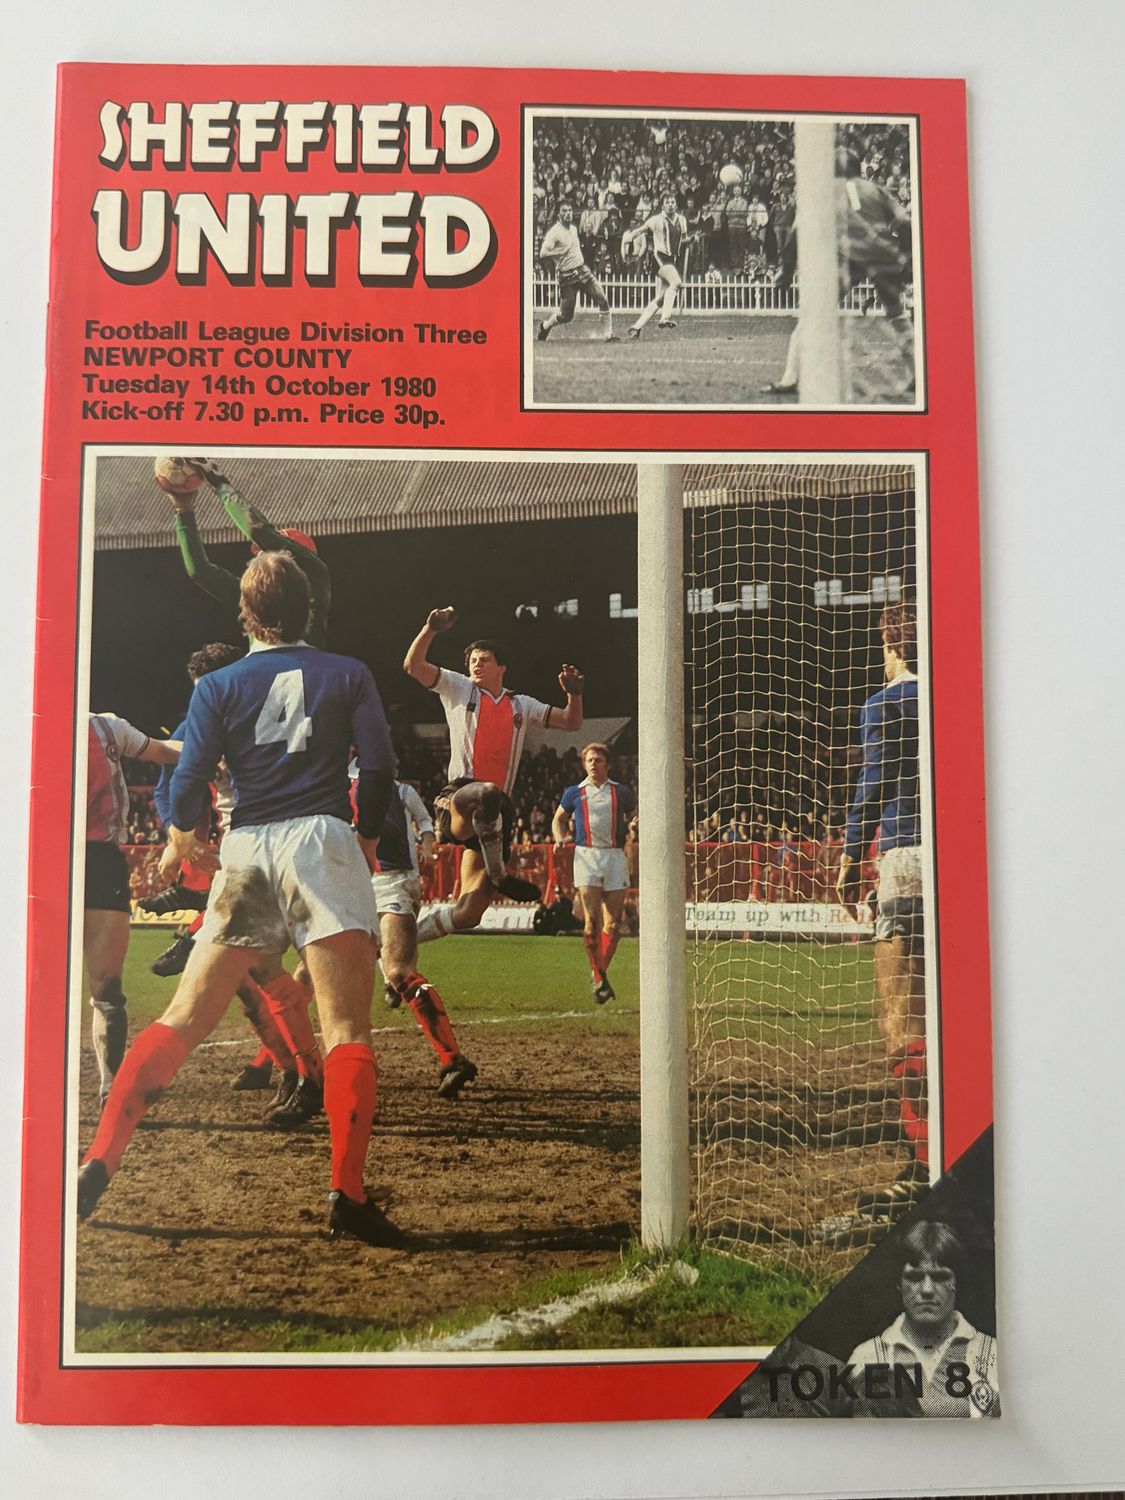 SHEFFIELD
UNITED
Football League Division Three
NEWPORT COUNTY
Tuesday 14th October 1980
Kick-off 7.30 p.m. Price 30p.
4
Team up with Red
TOKEN 8